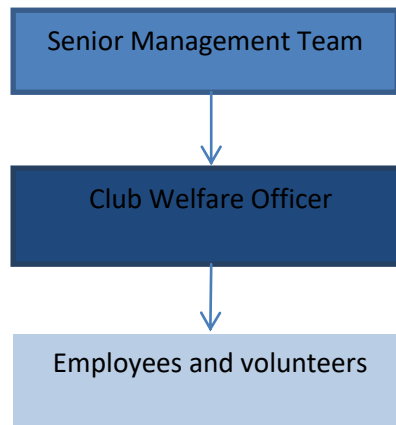 Senior Management Team
Club Welfare Officer
Employees and volunteers